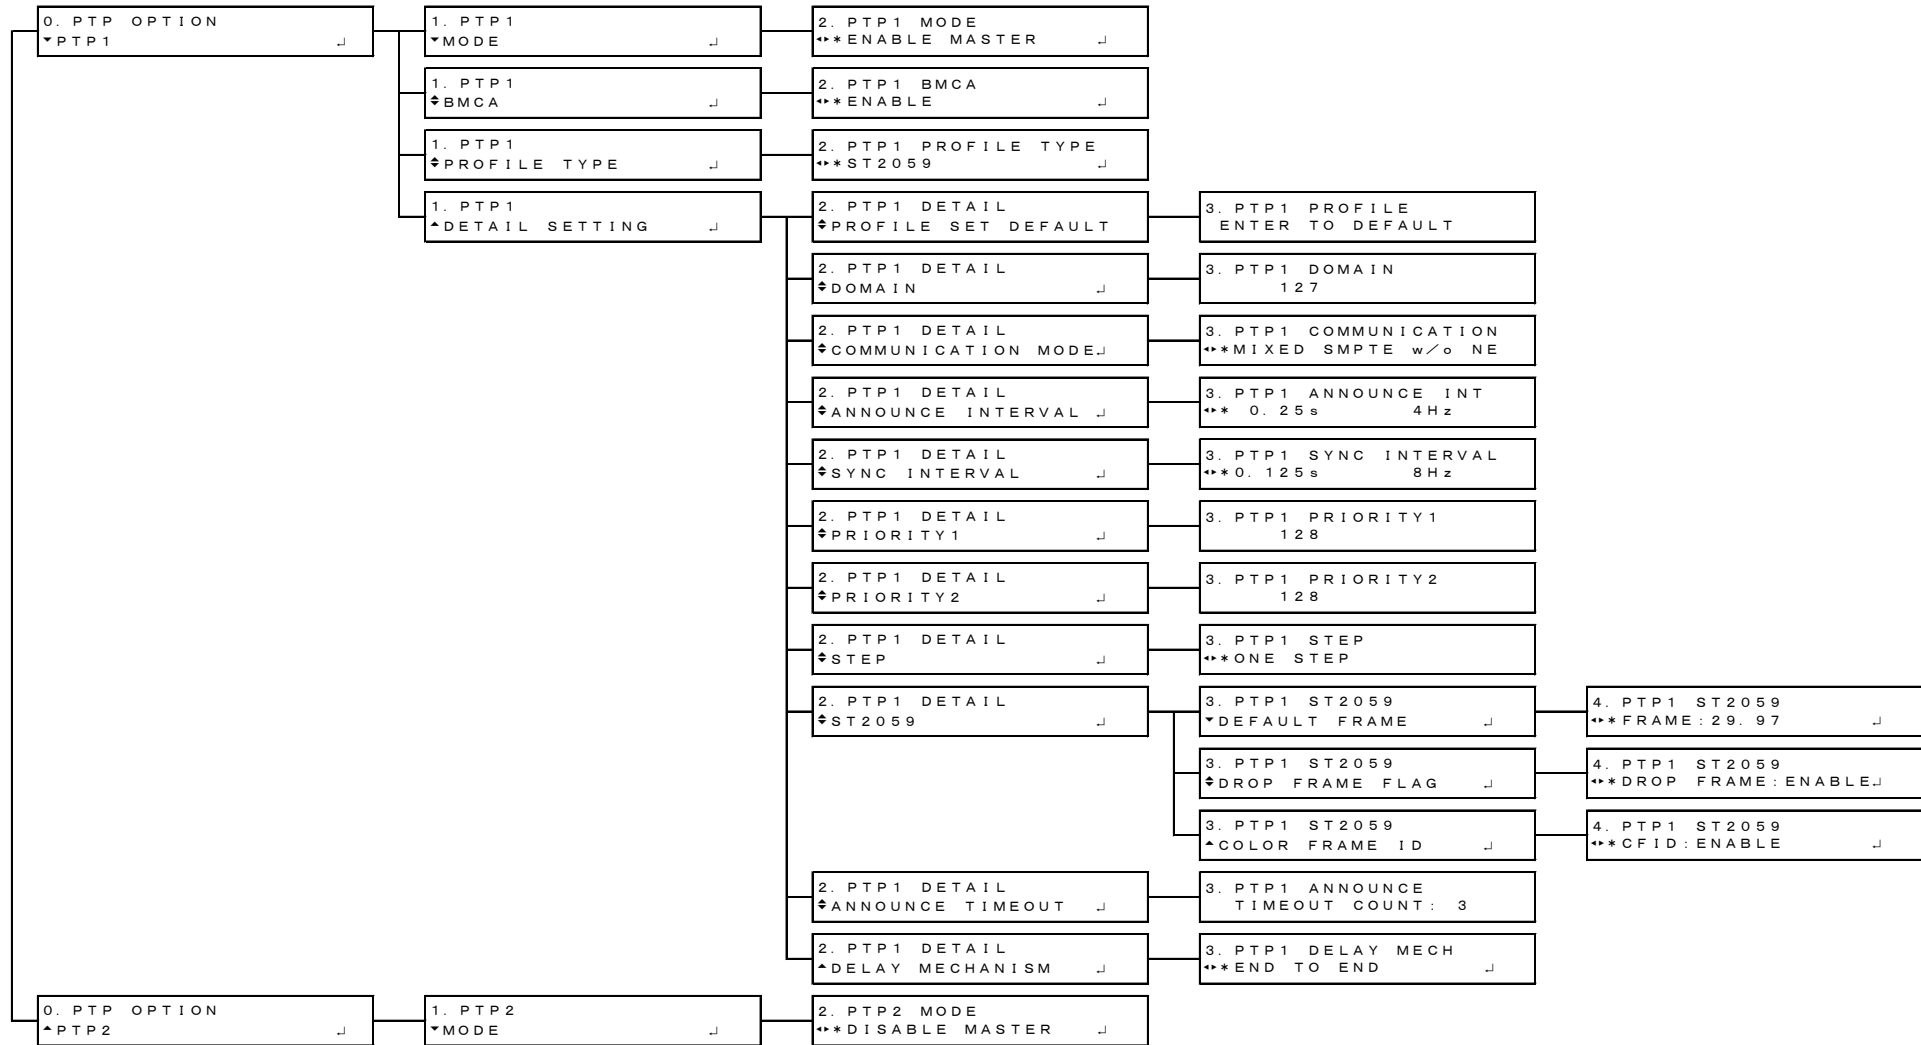 0. PTP OPTION
PTP1
1. PTP1
MODE
2. PTP1 MODE
*ENABLE MASTER
1. PTP1
BMCA
2. PTP1 BMCA
*ENABLE
1. PTP1
PROFILE TYPE
2. PTP1 PROFILE TYPE
*ST2059
1. PTP1
DETAIL SETTING
2. PTP1 DETAIL
PROFILE SET DEFAULT
3. PTP1 PROFILE
ENTER TO DEFAULT
2. PTP1 DETAIL
DOMAIN
3. PTP1 DOMAIN
127
2. PTP1 DETAIL
COMMUNICATION MODE
3. PTP1 COMMUNICATION
*MIXED SMPTE w/o NE
2. PTP1 DETAIL
ANNOUNCE INTERVAL
3. PTP1 ANNOUNCE INT
* 0.25s 4Hz
2. PTP1 DETAIL
SYNC INTERVAL
3. PTP1 SYNC INTERVAL
*0.125s 8Hz
2. PTP1 DETAIL
PRIORITY1
3. PTP1 PRIORITY1
128
2. PTP1 DETAIL
PRIORITY2
3. PTP1 PRIORITY2
128
2. PTP1 DETAIL
STEP
3. PTP1 STEP
*ONE STEP
2. PTP1 DETAIL
ST2059
3. PTP1 ST2059
DEFAULT FRAME
4. PTP1 ST2059
*FRAME:29.97
3. PTP1 ST2059
DROP FRAME FLAG
4. PTP1 ST2059
*DROP FRAME:ENABLE
3. PTP1 ST2059
COLOR FRAME ID
4. PTP1 ST2059
*CFID:ENABLE
2. PTP1 DETAIL
ANNOUNCE TIMEOUT
3. PTP1 ANNOUNCE
TIMEOUT COUNT: 3
2. PTP1 DETAIL
DELAY MECHANISM
3. PTP1 DELAY MECH
*END TO END
0. PTP OPTION
PTP2
1. PTP2
MODE
2. PTP2 MODE
*DISABLE MASTER